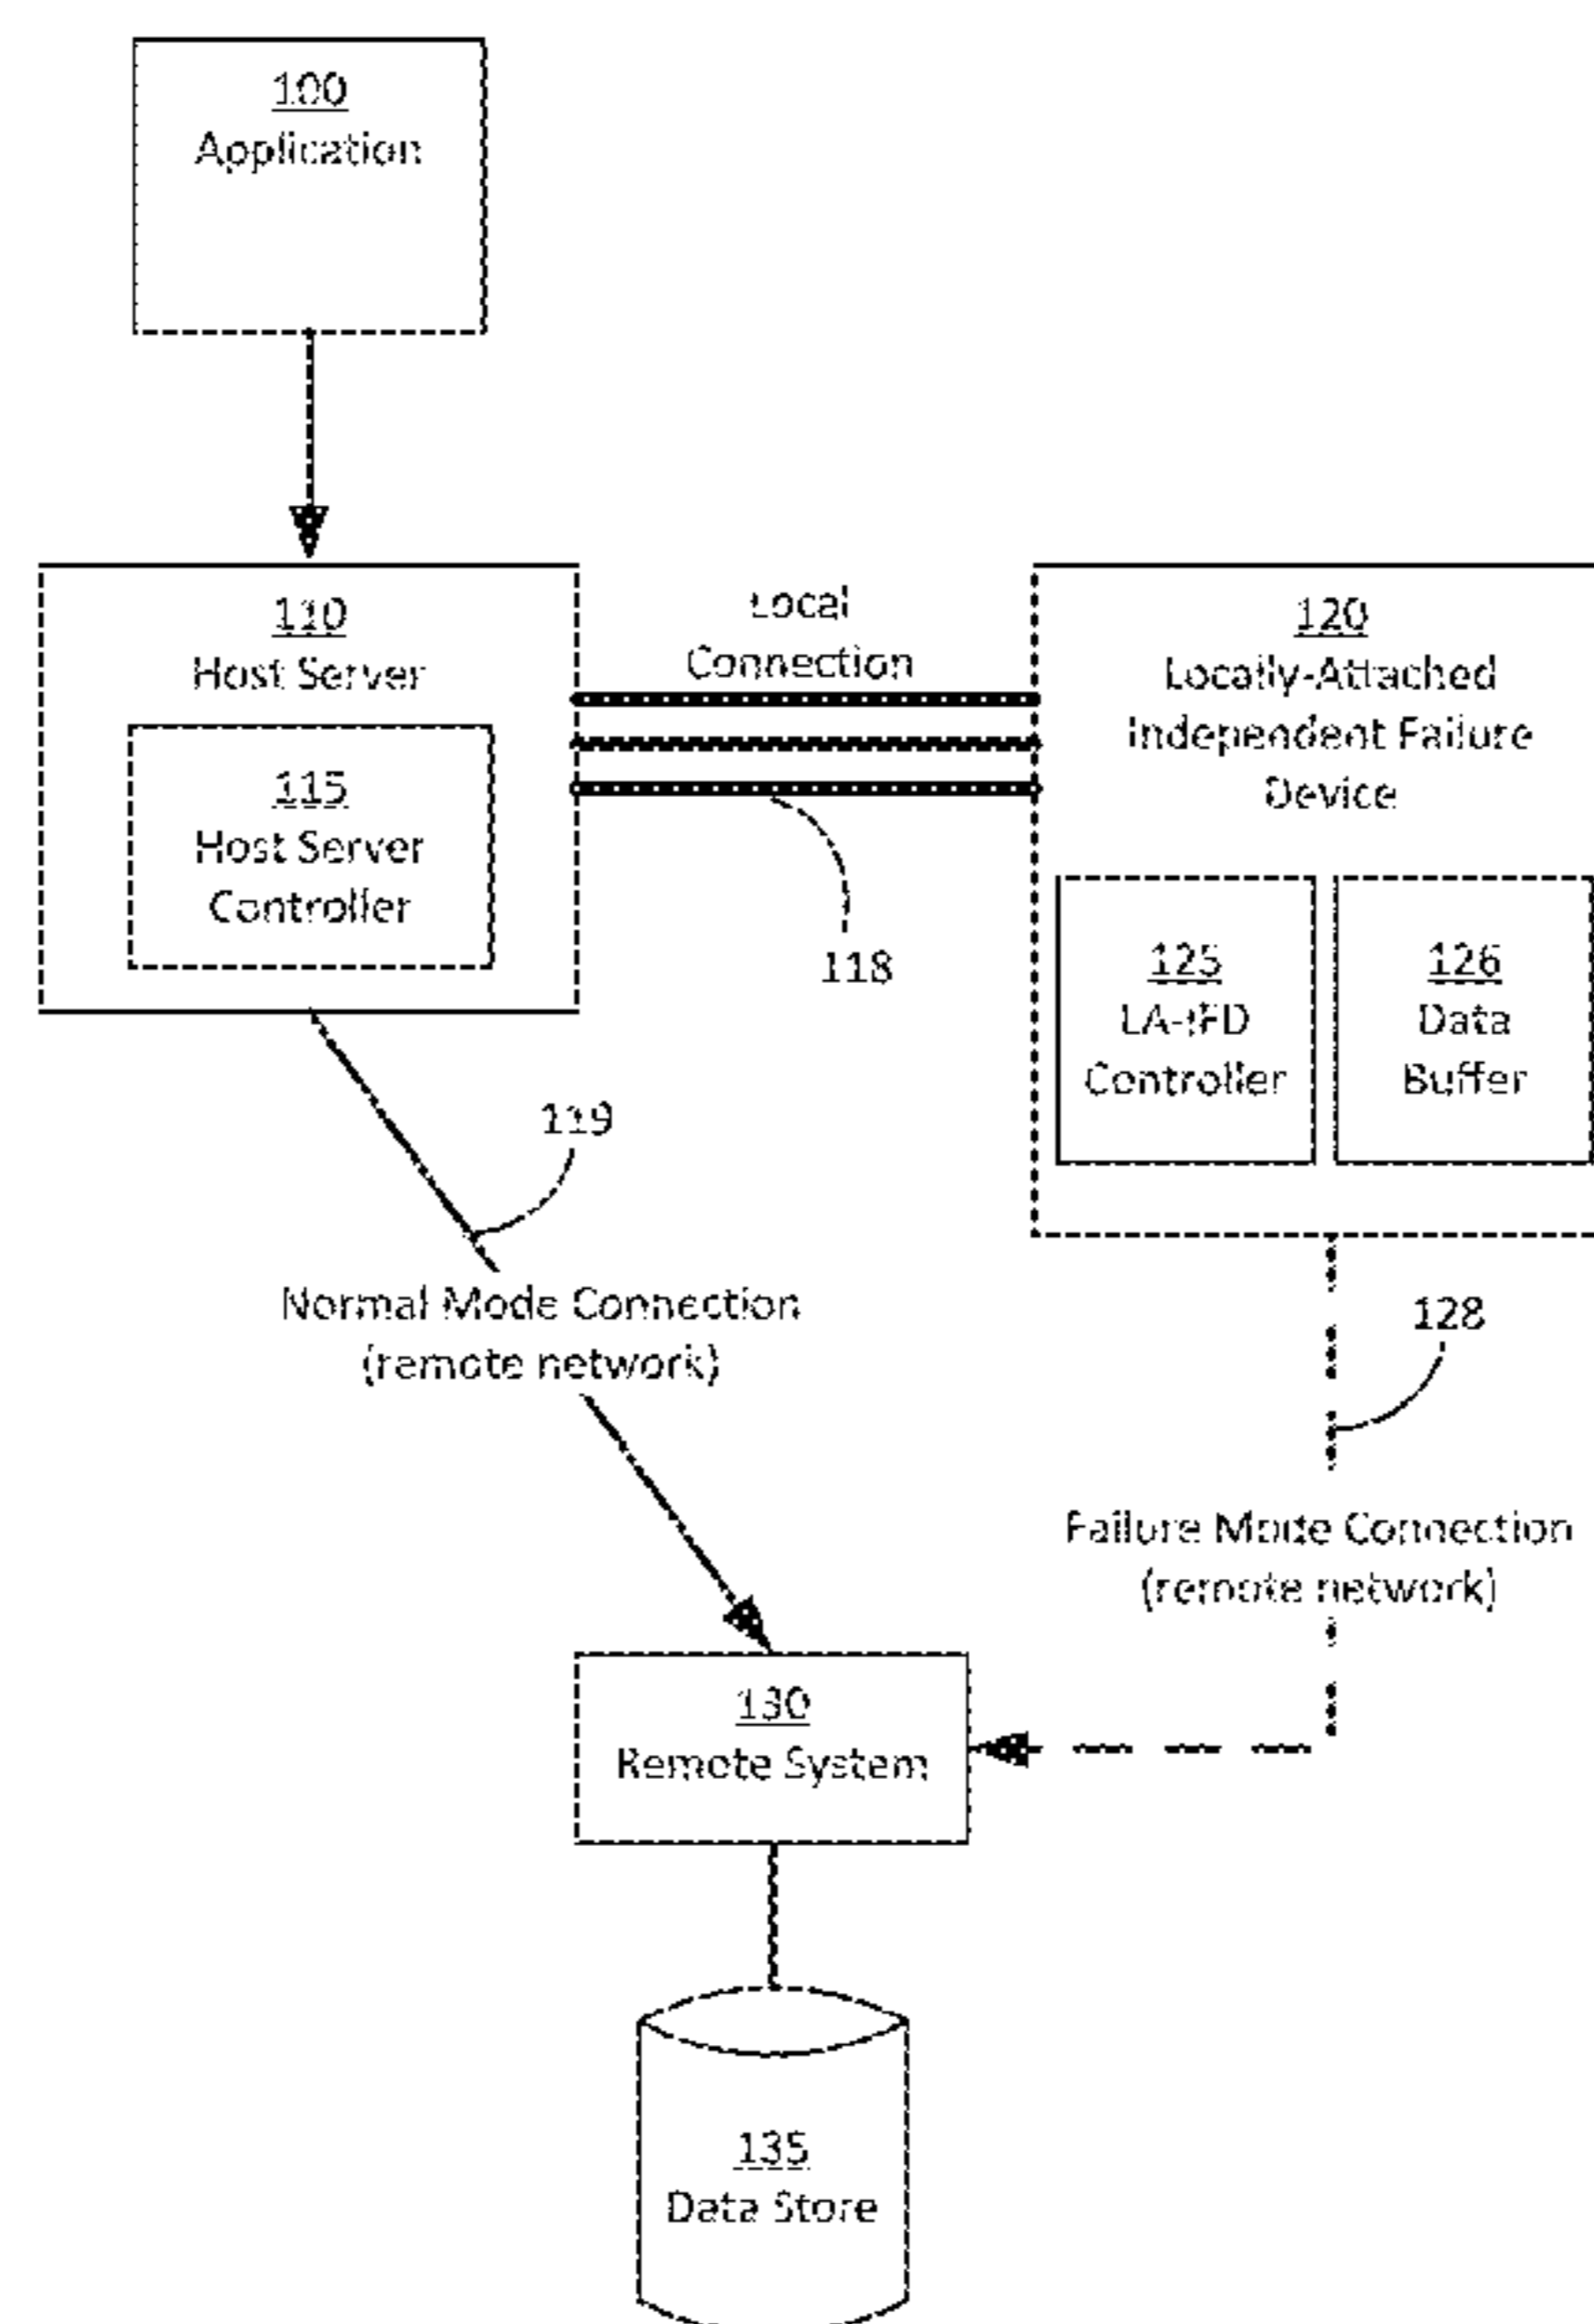 100
Application
110
Host Server
115
Host Server
Controller
Local
Connection
118
120
Locally-Attached
Independent Failure
Device
125
LA-IFD
Controller
126
Data
Buffer
119
Normal Mode Connection
(remote network)
128
Failure Mode Connection
(remote network)
130
Remote System
135
Data Store